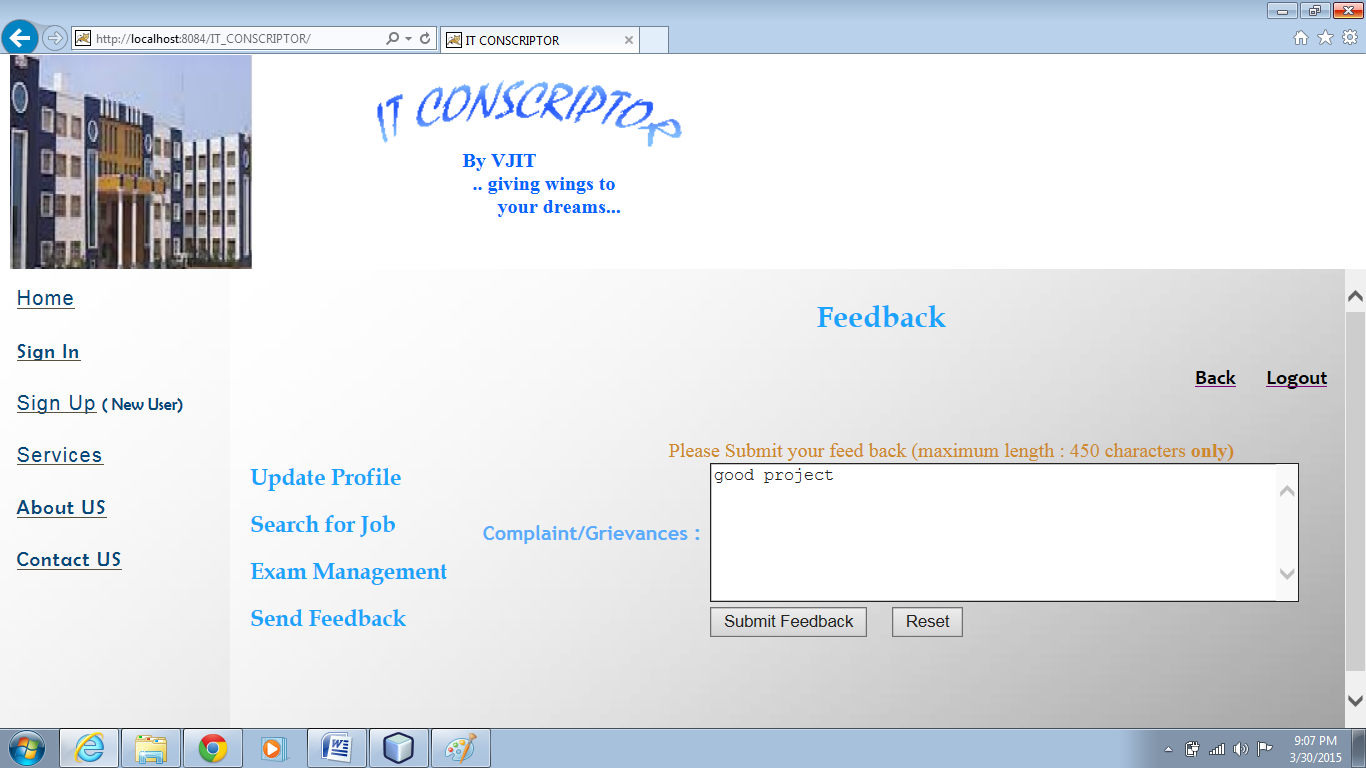 http://localhost:8084/IT_CONSCRIPTOR/
IT CONSCRIPTOR
IT CONSCRIPTOR
By VJIT
.. giving wings to
your dreams...
Home
Sign In
Sign Up ( New User)
Services
About US
Contact US
Feedback
Back Logout
Update Profile
Search for Job
Exam Management
Send Feedback
Please Submit your feed back (maximum length : 450 characters only)
Complaint/Grievances :
good project
Submit Feedback Reset
9:07 PM
3/30/2015